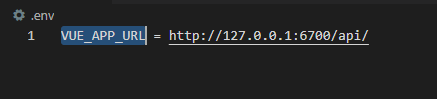 .env
1 VUE_APP_URL = http://127.0.0.1:6700/api/